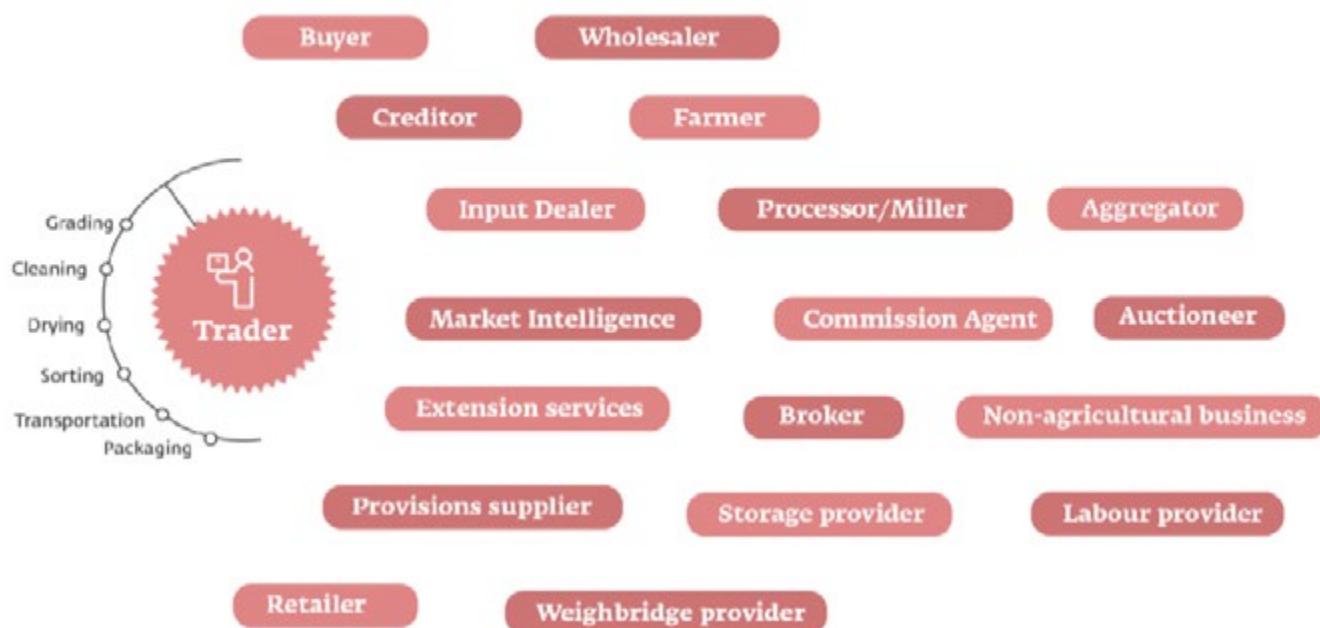 Buyer
Wholesaler
Creditor
Farmer
Input Dealer
Processor/Miller
Aggregator
Grading
Cleaning
Drying
Sorting
Transportation
Packaging
Trader
Market Intelligence
Commission Agent
Auctioneer
Extension services
Broker
Non-agricultural business
Provisions supplier
Storage provider
Labour provider
Retailer
Weighbridge provider